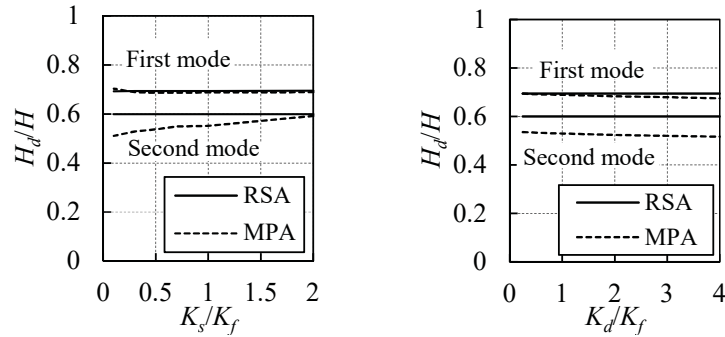 1
0.8
0.6
0.4
0.2
0
H_d/H
First mode
Second mode
RSA
MPA
0 0.5 1 1.5 2
K_s/K_f
1
0.8
0.6
0.4
0.2
0
H_d/H
First mode
Second mode
RSA
MPA
0 1 2 3 4
K_d/K_f